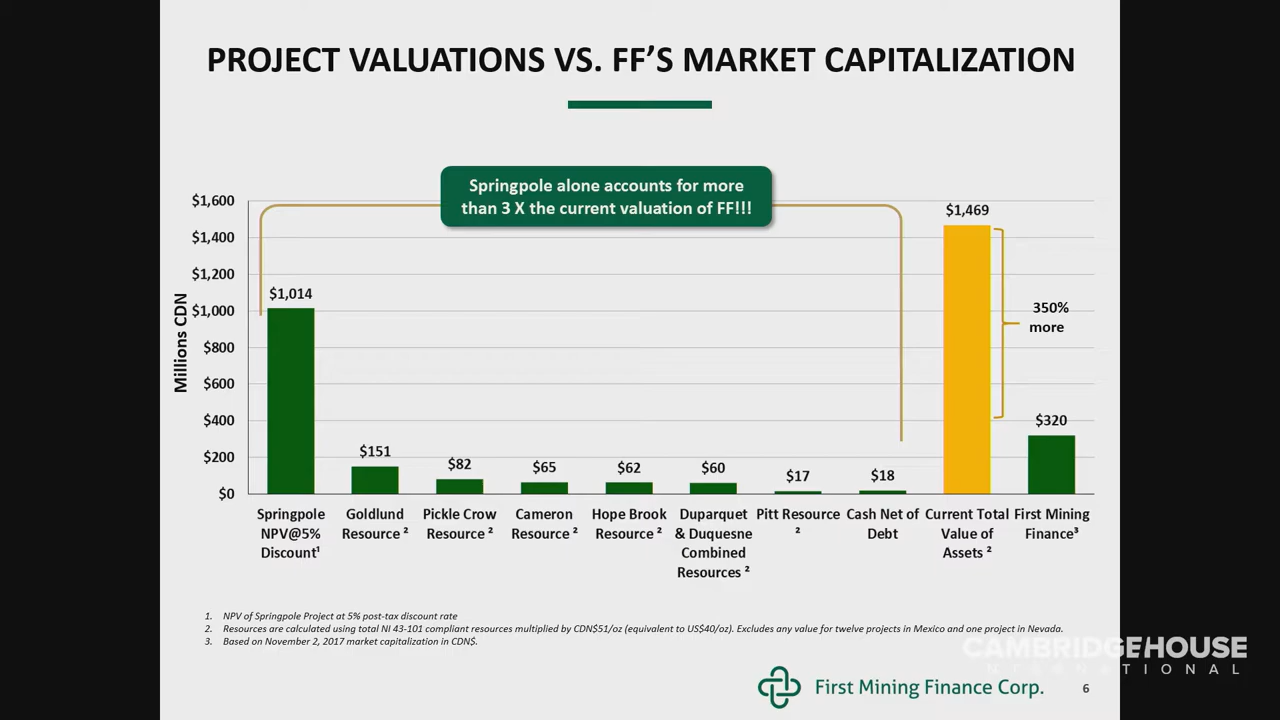 PROJECT VALUATIONS VS. FF’S MARKET CAPITALIZATION
Springpole alone accounts for more
than 3 X the current valuation of FF!!!
Millions CDN
$1,600
$1,400
$1,200
$1,000
$800
$600
$400
$200
$0
$1,014
$151
$82
$65
$62
$60
$17
$18
$1,469
$320
350%
more
Springpole
NPV@5%
Discount¹
Goldlund
Resource ²
Pickle Crow
Resource ²
Cameron
Resource ²
Hope Brook
Resource ²
Duparquet
& Duquesne
Combined
Resources ²
Pitt Resource
²
Cash Net of
Debt
Current Total
Value of
Assets ²
First Mining
Finance³
1. NPV of Springpole Project at 5% post-tax discount rate
2. Resources are calculated using total NI 43-101 compliant resources multiplied by CDN$51/oz (equivalent to US$40/oz). Excludes any value for twelve projects in Mexico and one project in Nevada.
3. Based on November 2, 2017 market capitalization in CDN$.
CAMBRIDGEHOUSE
INTERNATIONAL
First Mining Finance Corp.
6